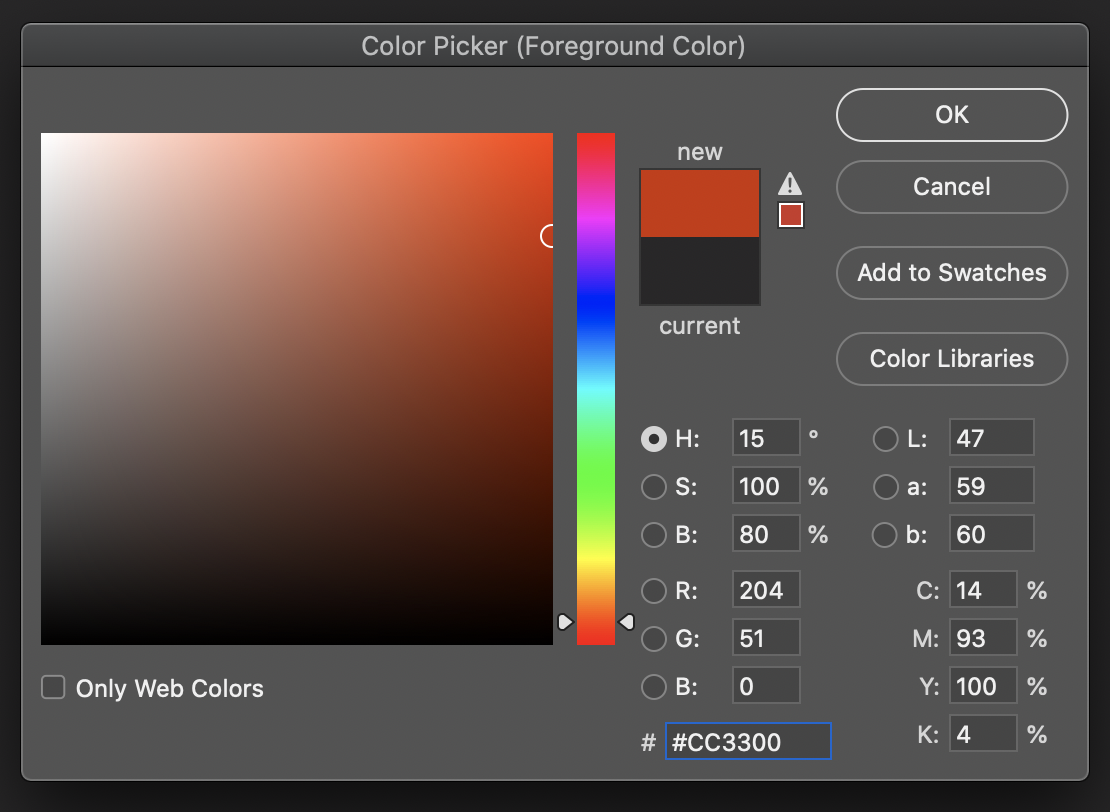 Color Picker (Foreground Color)
new
current
OK
Cancel
Add to Swatches
Color Libraries
H: 15 °
S: 100 %
B: 80 %
R: 204
G: 51
B: 0
# #CC3300
L: 47
a: 59
b: 60
C: 14 %
M: 93 %
Y: 100 %
K: 4 %
Only Web Colors